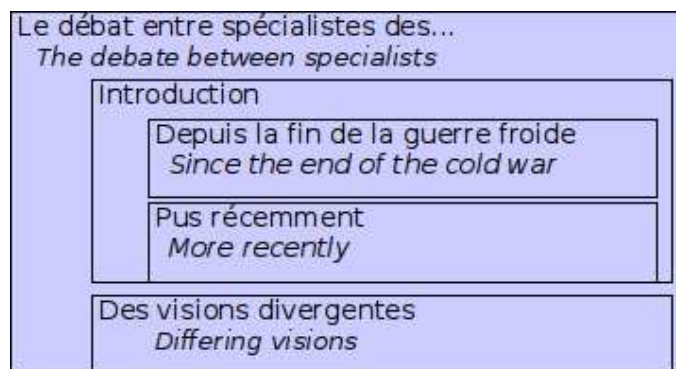 Le débat entre spécialistes des...
The debate between specialists
Introduction
Depuis la fin de la guerre froide
Since the end of the cold war
Pus récemment
More recently
Des visions divergentes
Differing visions